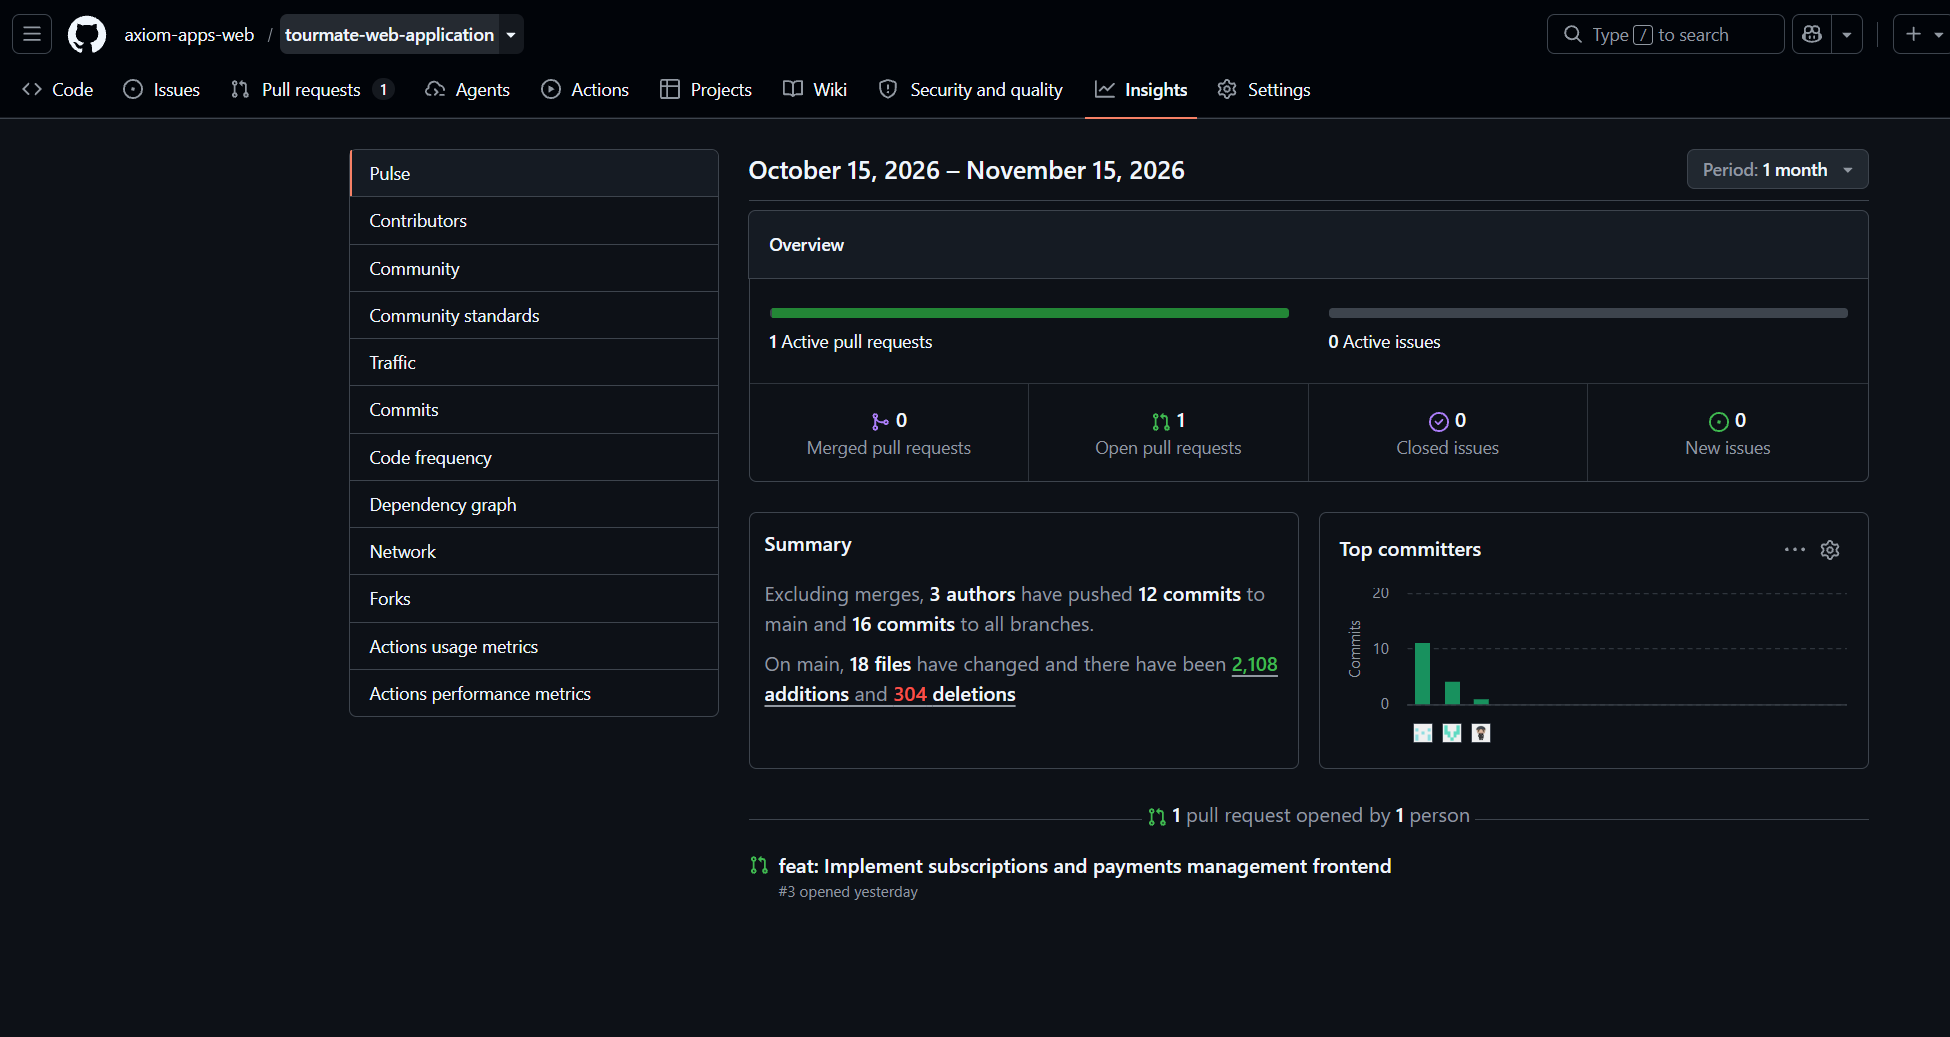 axiom-apps-web / tourmate-web-application
Type / to search
Code
Issues
Pull requests 1
Agents
Actions
Projects
Wiki
Security and quality
Insights
Settings
Pulse
Contributors
Community
Community standards
Traffic
Commits
Code frequency
Dependency graph
Network
Forks
Actions usage metrics
Actions performance metrics
October 15, 2026 – November 15, 2026
Period: 1 month
Overview
1 Active pull requests
0 Active issues
0
Merged pull requests
1
Open pull requests
0
Closed issues
0
New issues
Summary
Excluding merges, 3 authors have pushed 12 commits to
main and 16 commits to all branches.
On main, 18 files have changed and there have been 2,108
additions and 304 deletions
Top committers
Commits
20
10
0
1 pull request opened by 1 person
feat: Implement subscriptions and payments management frontend
#3 opened yesterday